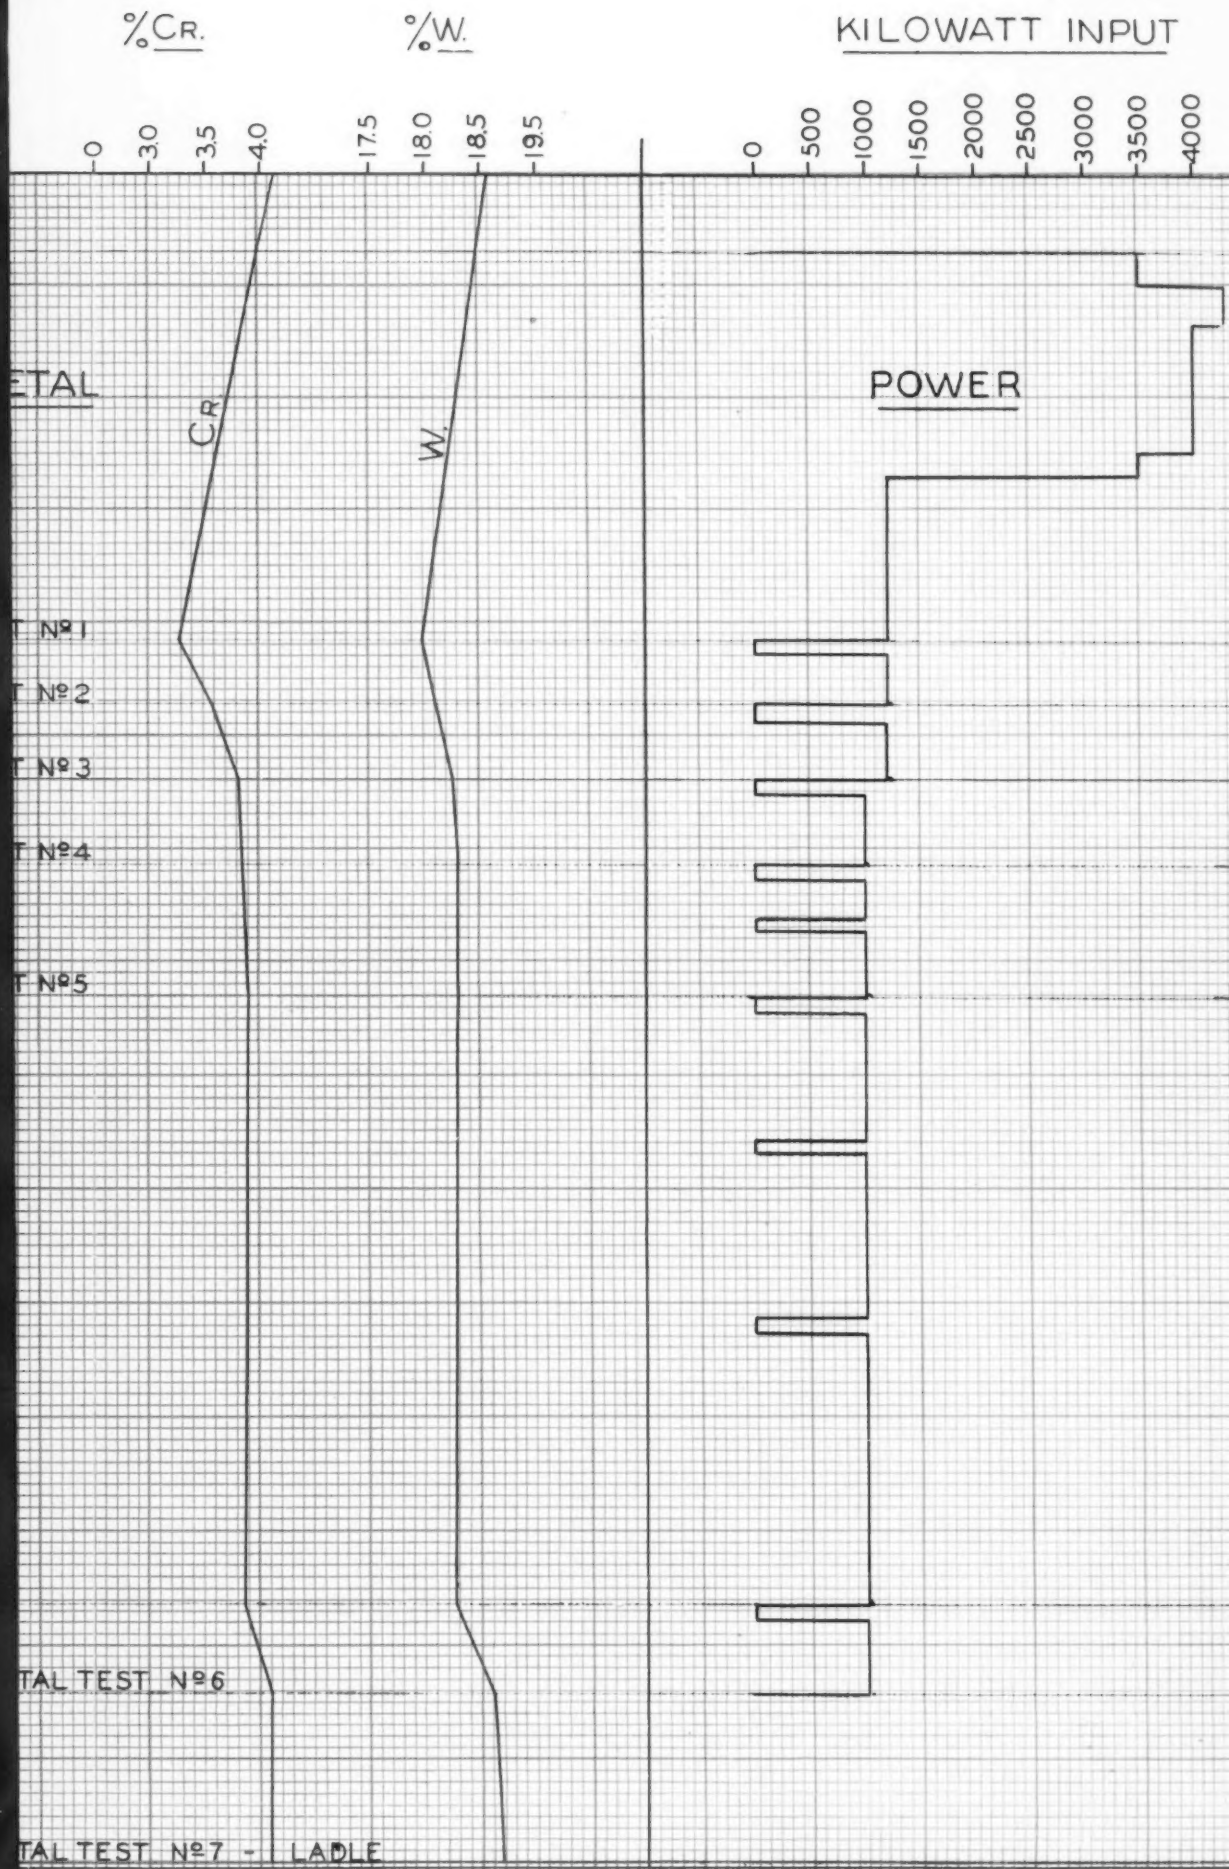 %CR.
%W.
KILOWATT INPUT
-0 -3.0 -3.5 -4.0 -17.5 -18.0 -18.5 -19.5 -0 -500 -1000 -1500 -2000 -2500 -3000 -3500 -4000
ETAL
CR.
W.
POWER
T Nº1
T Nº2
T Nº3
T Nº4
T Nº5
TAL TEST Nº6
TAL TEST Nº7 - LADLE